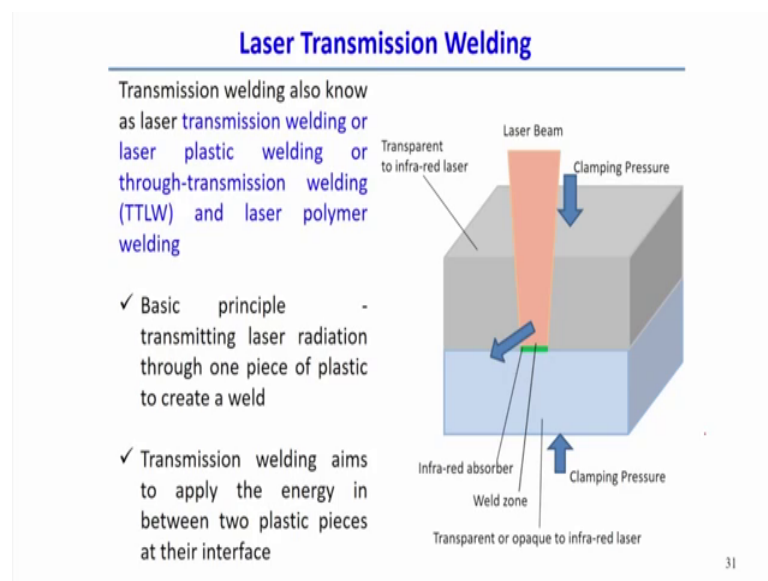 Laser Transmission Welding
Transmission welding also know
as laser transmission welding or
laser plastic welding or
through-transmission welding
(TTLW) and laser polymer
welding
✓ Basic principle -
transmitting laser radiation
through one piece of plastic
to create a weld
✓ Transmission welding aims
to apply the energy in
between two plastic pieces
at their interface
Laser Beam
Transparent
to infra-red laser
Clamping Pressure
Infra-red absorber
Clamping Pressure
Weld zone
Transparent or opaque to infra-red laser
31